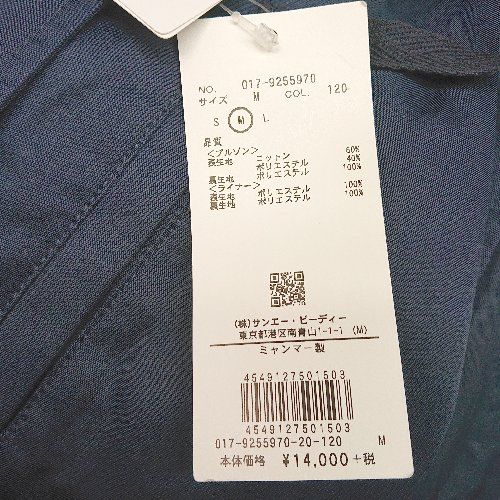 NO. 017-9255970
サイズ M COL. 120
S M L
品質
<ブルゾン>
表生地 コットン 60%
ポリエステル 40%
裏生地 ポリエステル 100%
<ライナー>
表生地 ポリエステル 100%
裏生地 ポリエステル 100%
(株)サンエー・ビーディー
東京都港区南青山1-1-1 (M)
ミャンマー製
4549127501503
4549127501503
017-9255970-20-120 M
本体価格 ¥14,000+税